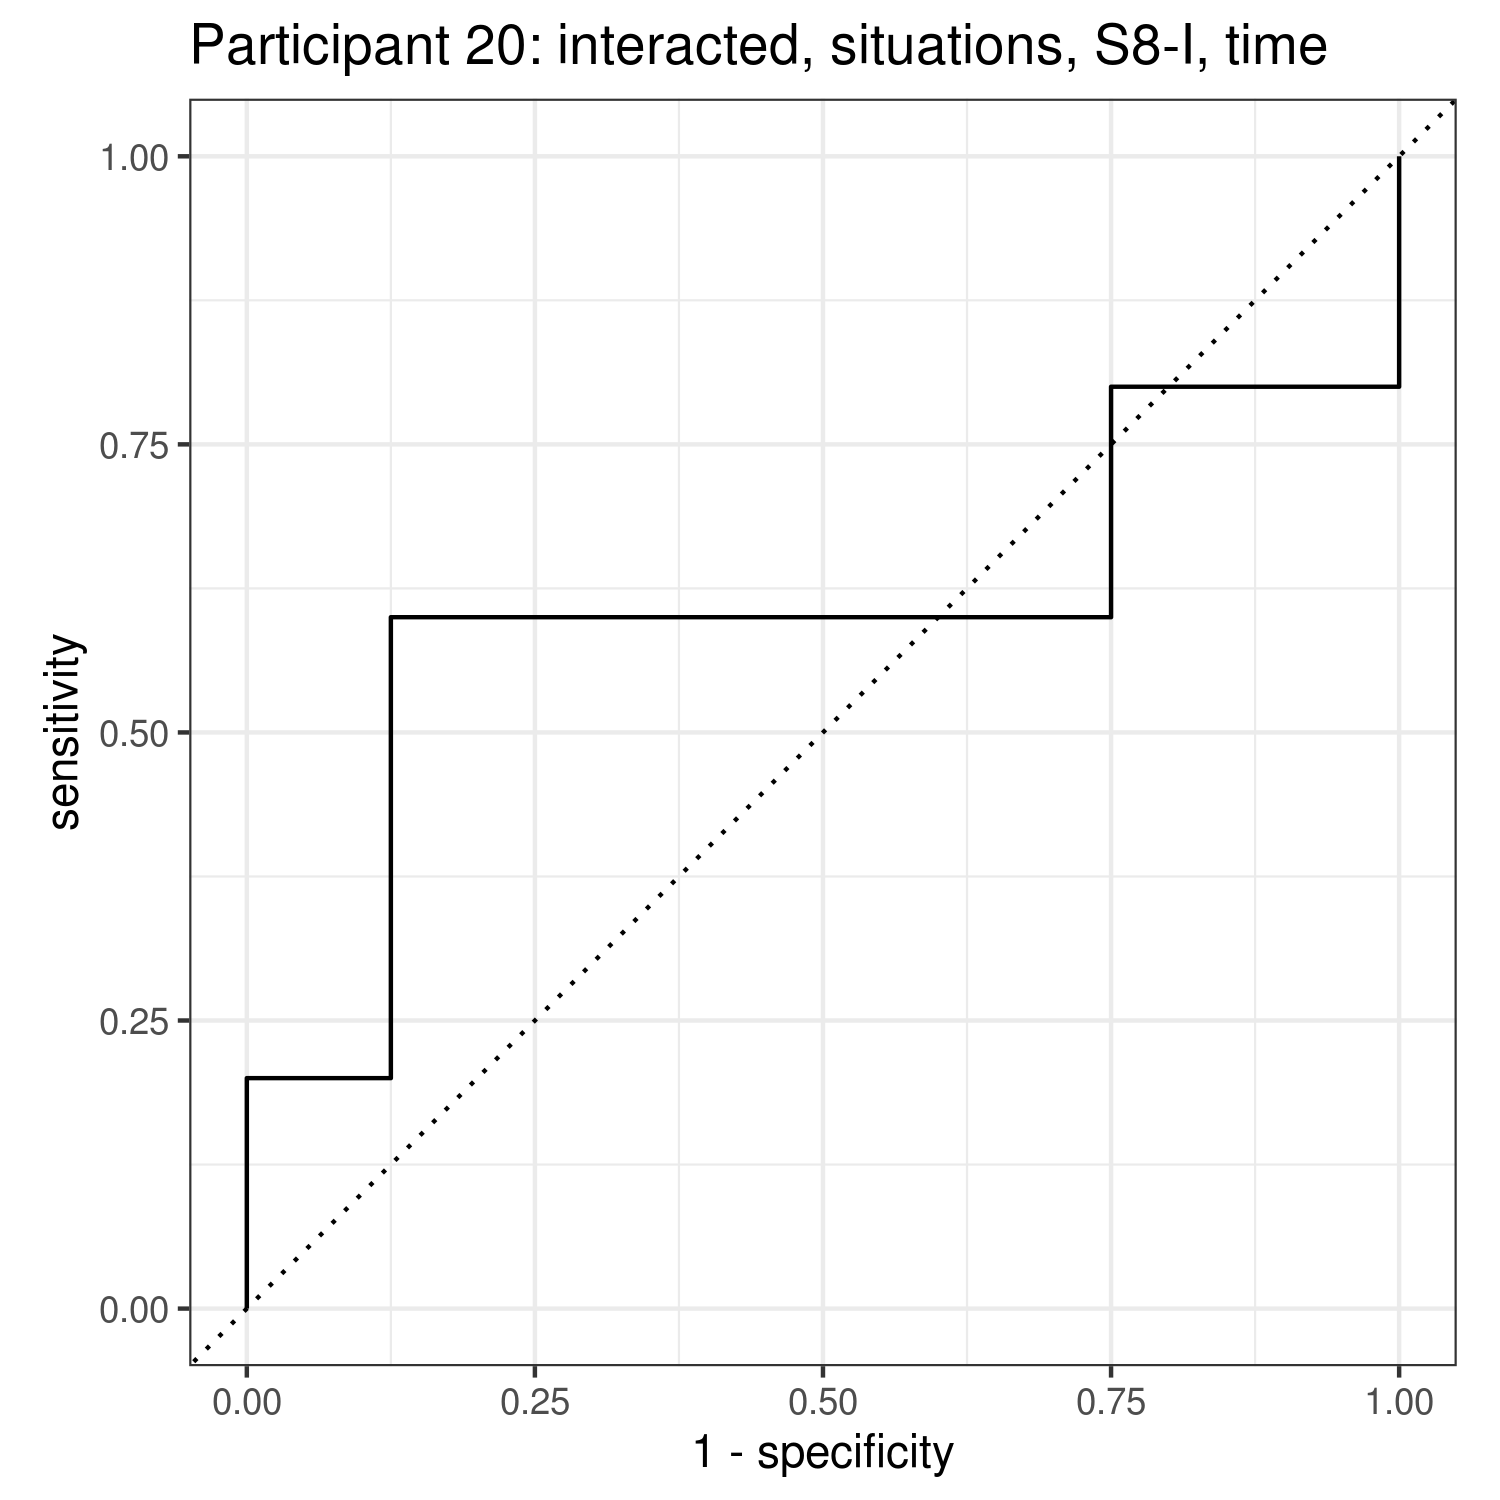 Participant 20: interacted, situations, S8-I, time
1.00
0.75
0.50
0.25
0.00
sensitivity
0.00 0.25 0.50 0.75 1.00
1 - specificity